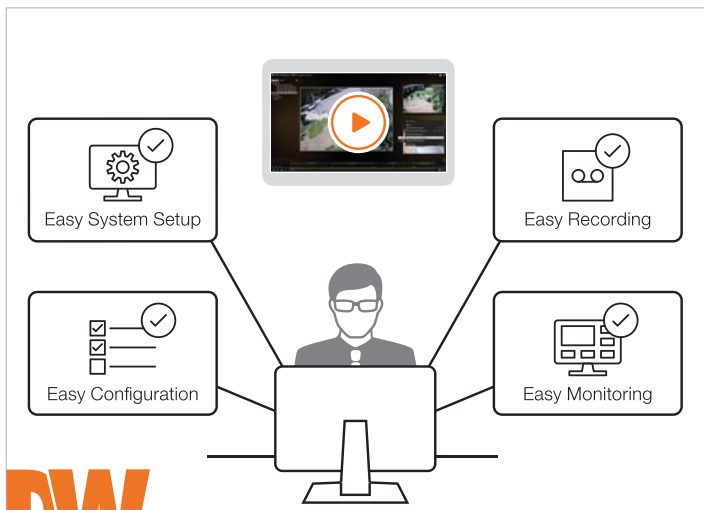 Easy System Setup
Easy Recording
Easy Configuration
Easy Monitoring
DW